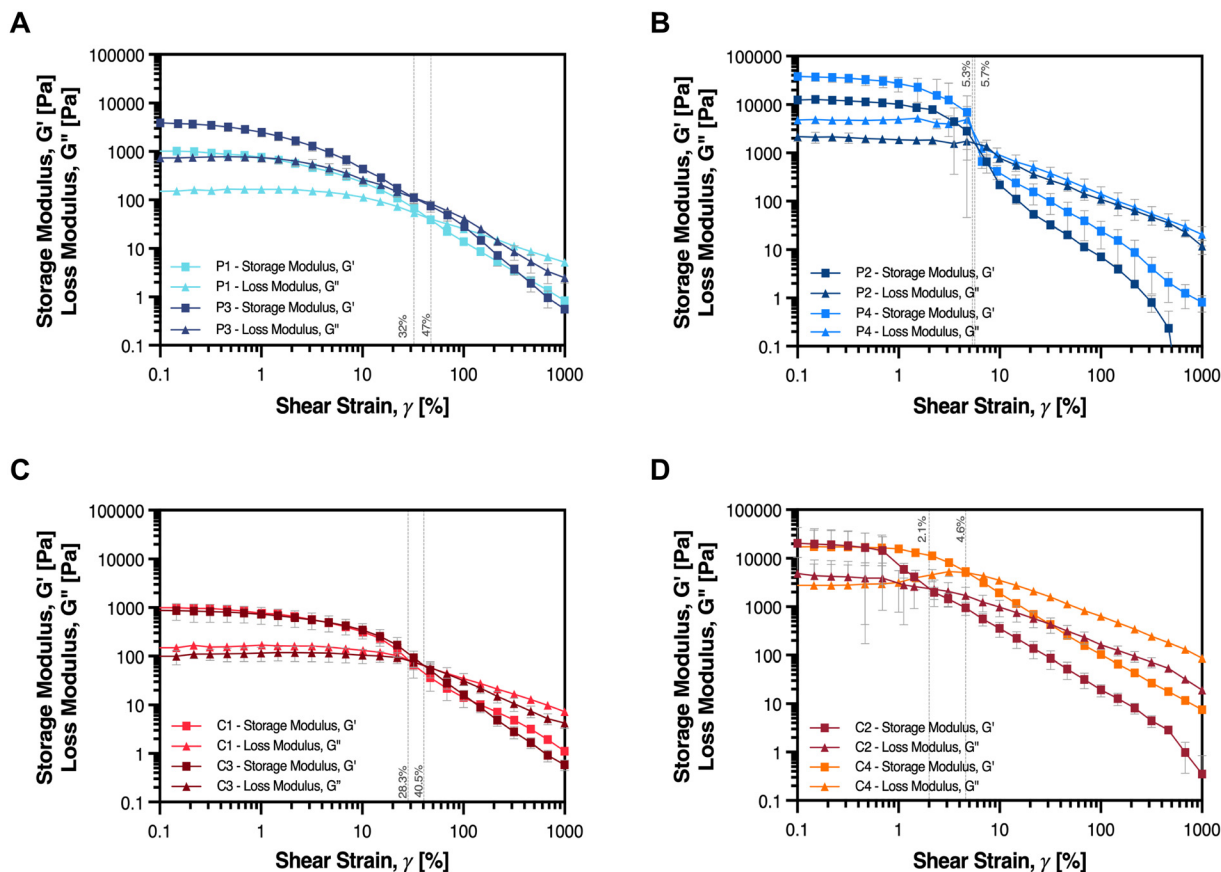 A
Storage Modulus, G' [Pa]
Loss Modulus, G" [Pa]
100000
10000
1000
100
10
1
0.1
P1 - Storage Modulus, G'
P1 - Loss Modulus, G"
P3 - Storage Modulus, G'
P3 - Loss Modulus, G"
32%
47%
0.1
1
10
100
1000
Shear Strain, γ [%]
B
Storage Modulus, G' [Pa]
Loss Modulus, G" [Pa]
100000
10000
1000
100
10
1
0.1
5.3%
5.7%
P2 - Storage Modulus, G'
P2 - Loss Modulus, G"
P4 - Storage Modulus, G'
P4 - Loss Modulus, G"
0.1
1
10
100
1000
Shear Strain, γ [%]
C
Storage Modulus, G' [Pa]
Loss Modulus, G" [Pa]
100000
10000
1000
100
10
1
0.1
C1 - Storage Modulus, G'
C1 - Loss Modulus, G"
C3 - Storage Modulus, G'
C3 - Loss Modulus, G"
28.3%
40.5%
0.1
1
10
100
1000
Shear Strain, γ [%]
D
Storage Modulus, G' [Pa]
Loss Modulus, G" [Pa]
100000
10000
1000
100
10
1
0.1
2.1%
4.6%
C2 - Storage Modulus, G'
C2 - Loss Modulus, G"
C4 - Storage Modulus, G'
C4 - Loss Modulus, G"
0.1
1
10
100
1000
Shear Strain, γ [%]